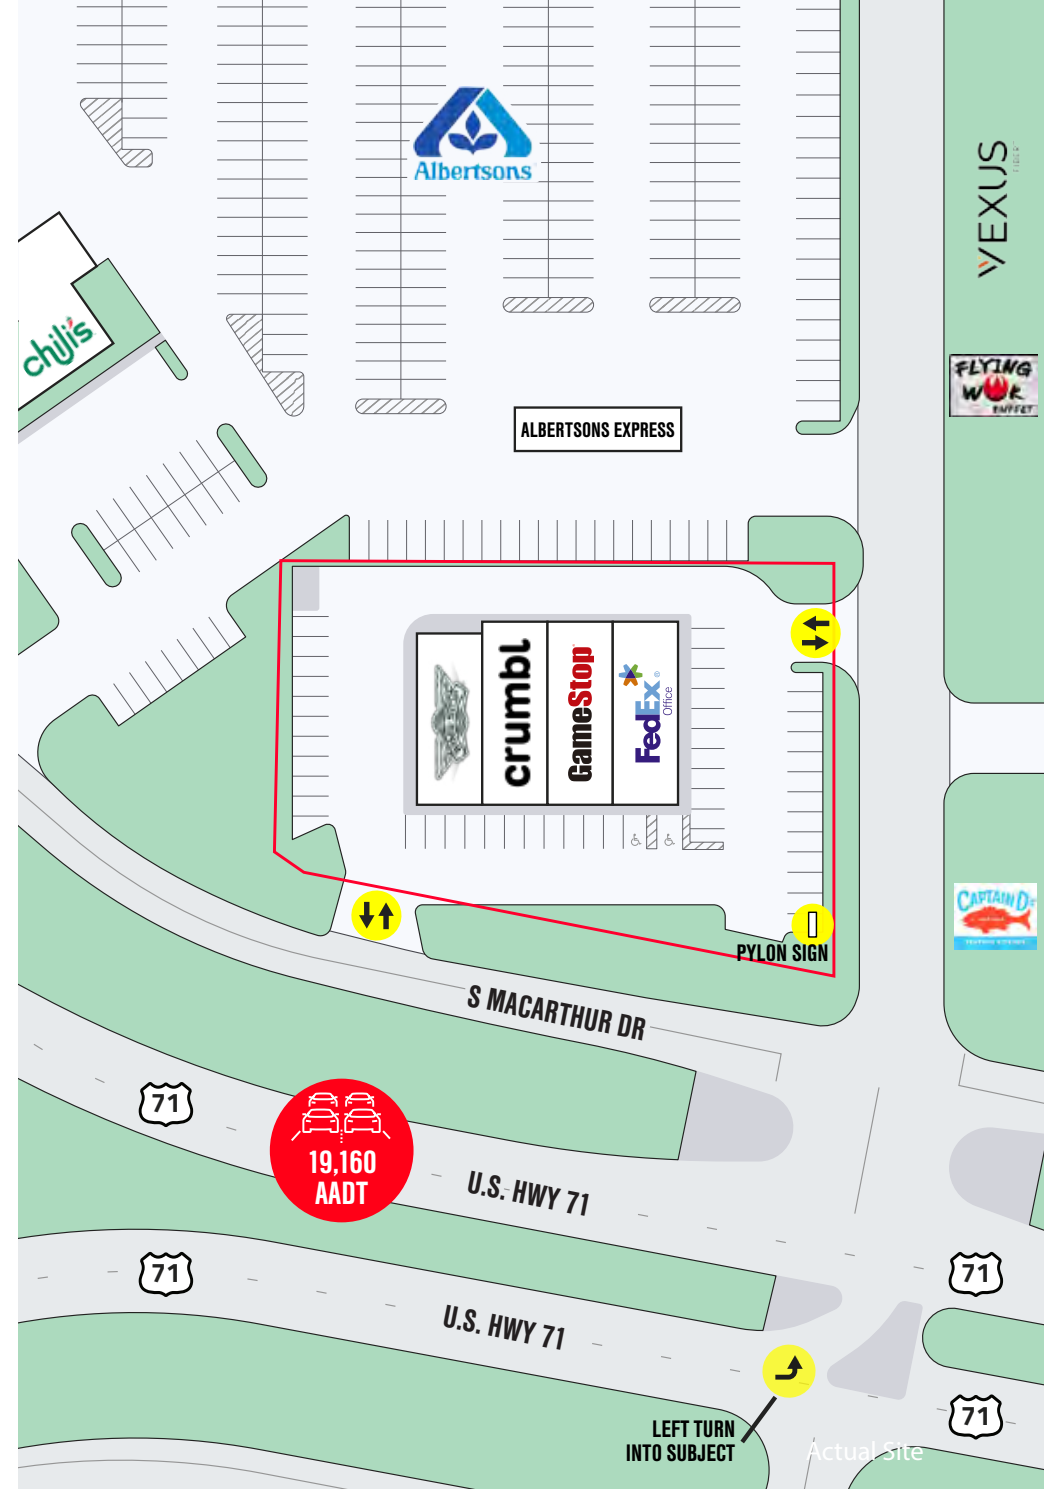 Albertsons
VEXUS
chili's
FLYING
WOK
BUFFET
ALBERTSONS EXPRESS
crumbl
GameStop
FedEx®
Office
CAPTAIN D's
PYLON SIGN
S MACARTHUR DR
71
19,160
AADT
U.S. HWY 71
71
71
U.S. HWY 71
71
LEFT TURN
INTO SUBJECT
Actual Site